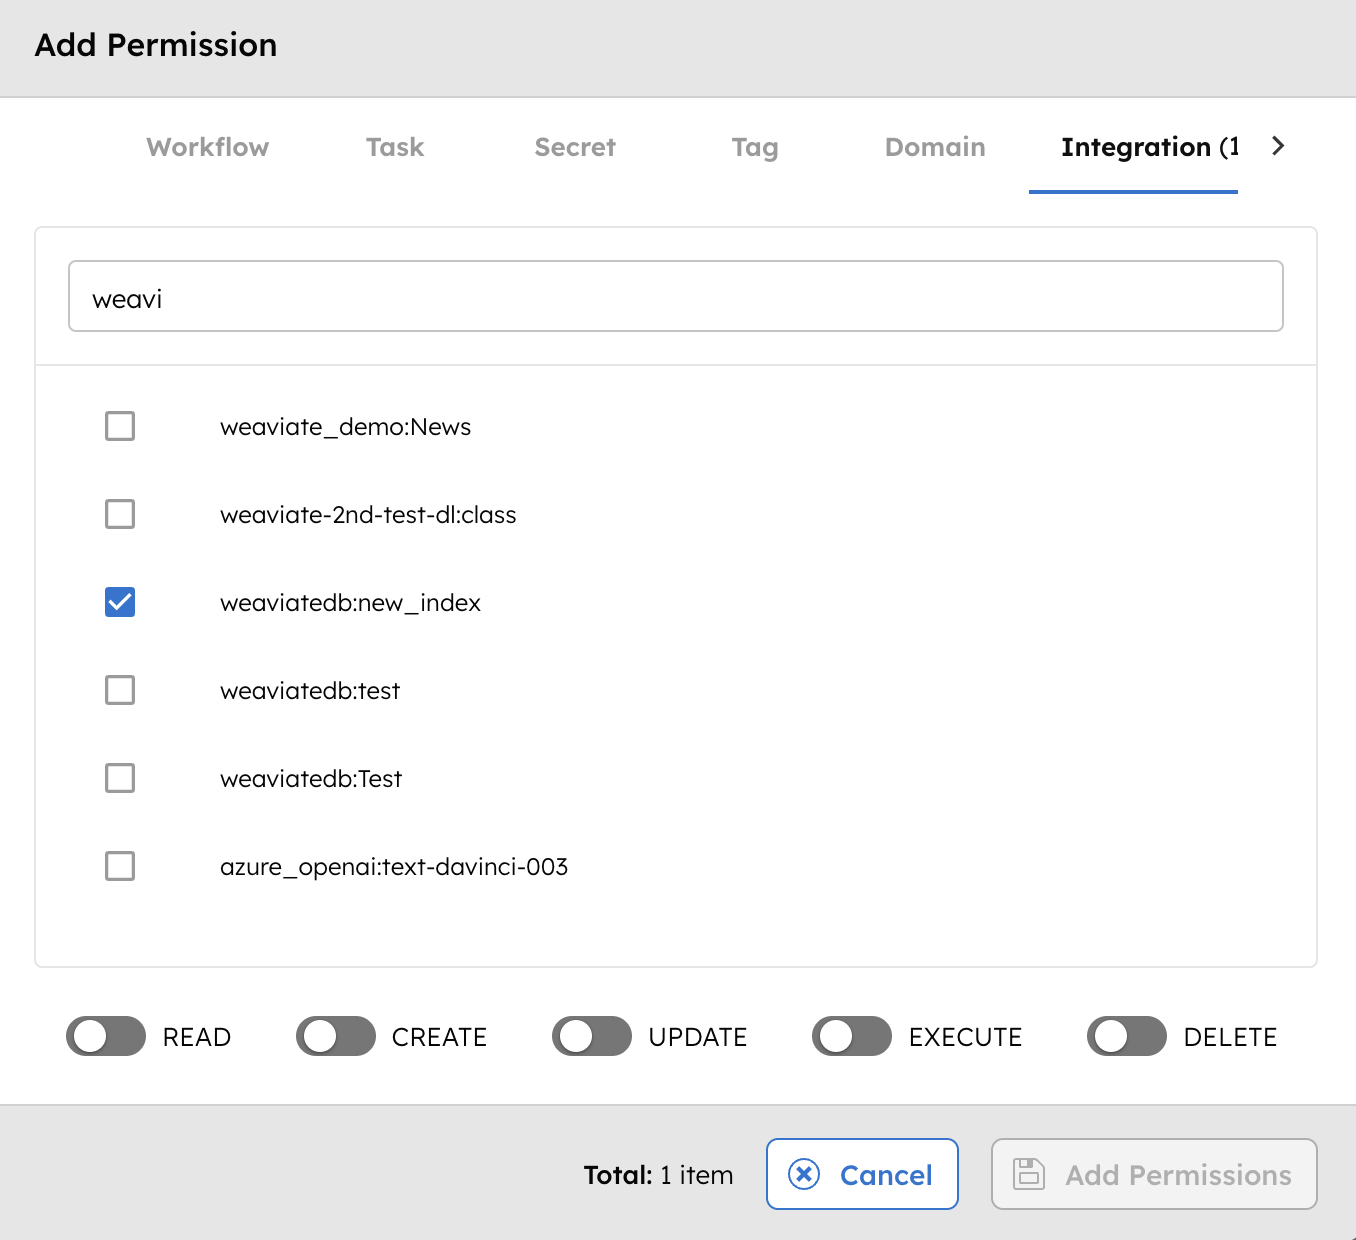 Add Permission
Workflow Task Secret Tag Domain Integration (1
weavi
weaviate_demo:News
weaviate-2nd-test-dl:class
weaviatedb:new_index
weaviatedb:test
weaviatedb:Test
azure_openai:text-davinci-003
READ CREATE UPDATE EXECUTE DELETE
Total: 1 item Cancel Add Permissions